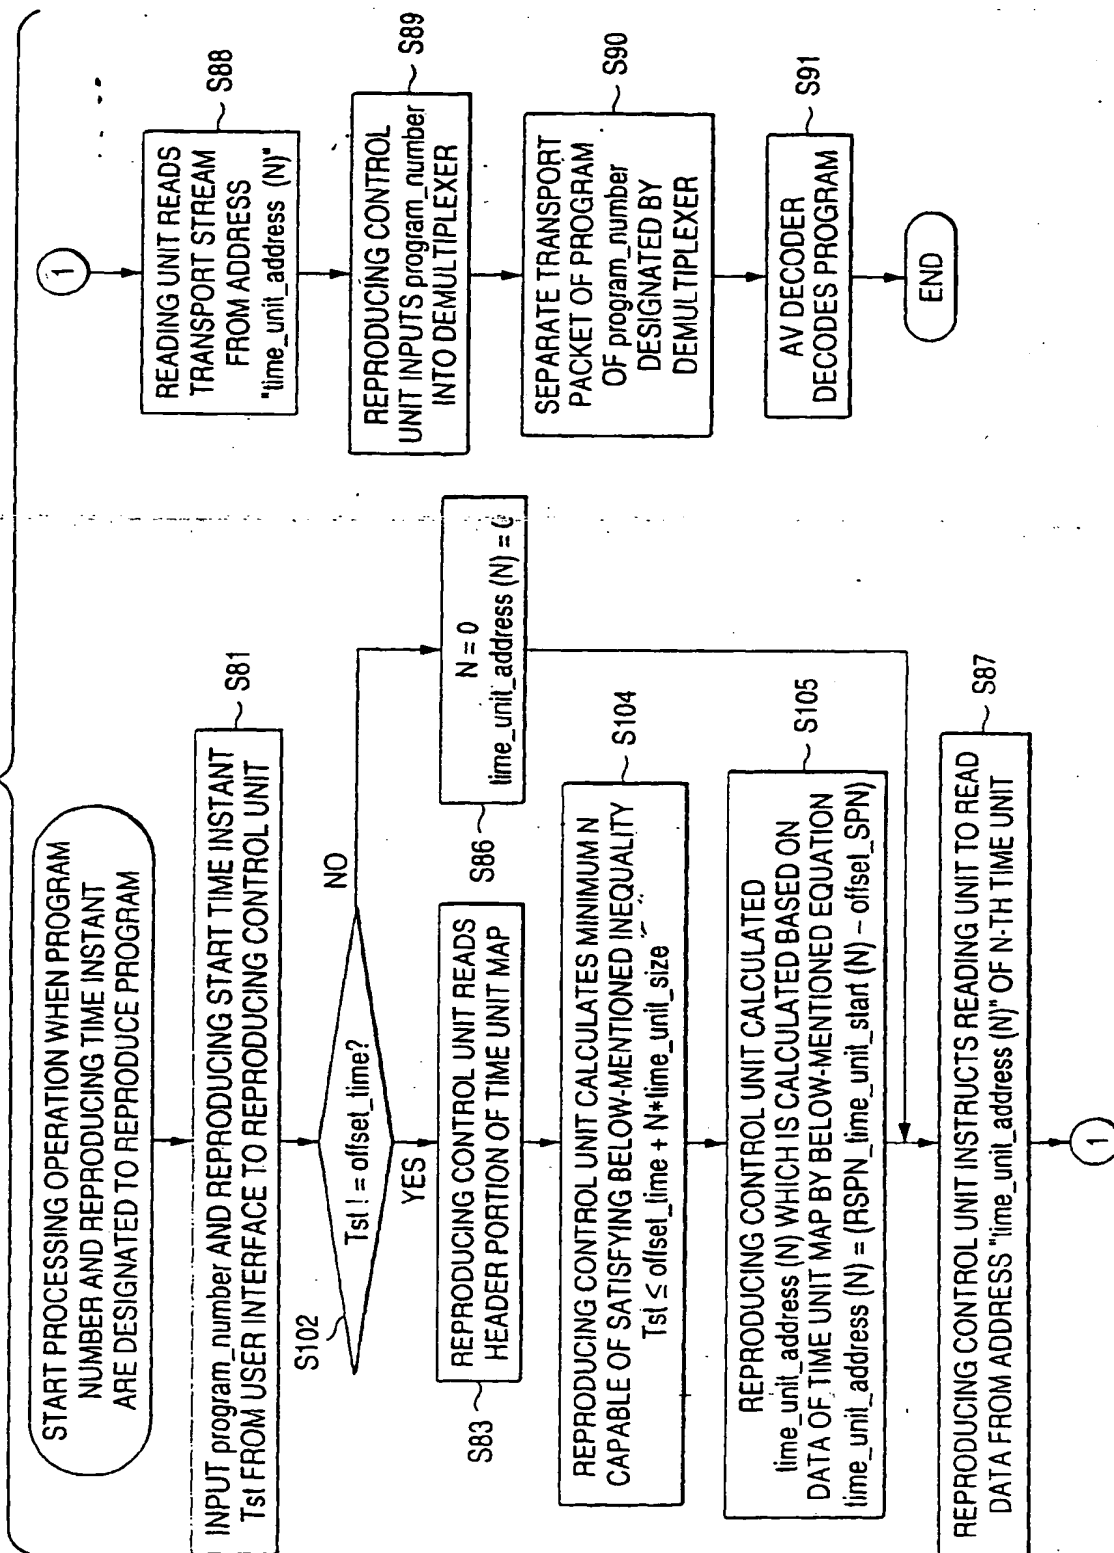 START PROCESSING OPERATION WHEN PROGRAM
NUMBER AND REPRODUCING TIME INSTANT
ARE DESIGNATED TO REPRODUCE PROGRAM
INPUT program_number AND REPRODUCING START TIME INSTANT
Tst FROM USER INTERFACE TO REPRODUCING CONTROL UNIT
S81
S102
Tst != offset_time?
NO
YES
S83
REPRODUCING CONTROL UNIT READS
HEADER PORTION OF TIME UNIT MAP
S86
N = 0
time_unit_address (N) = 0
REPRODUCING CONTROL UNIT CALCULATES MINIMUM N
CAPABLE OF SATISFYING BELOW-MENTIONED INEQUALITY
Tst ≤ offset_time + N*time_unit_size
S104
REPRODUCING CONTROL UNIT CALCULATED
time_unit_address (N) WHICH IS CALCULATED BASED ON
DATA OF TIME UNIT MAP BY BELOW-MENTIONED EQUATION
time_unit_address (N) = (RSPN_time_unit_start (N) – offset_SPN)
S105
REPRODUCING CONTROL UNIT INSTRUCTS READING UNIT TO READ
DATA FROM ADDRESS "time_unit_address (N)" OF N-TH TIME UNIT
S87
1
1
READING UNIT READS
TRANSPORT STREAM
FROM ADDRESS
"time_unit_address (N)"
S88
REPRODUCING CONTROL
UNIT INPUTS program_number
INTO DEMULTIPLEXER
S89
SEPARATE TRANSPORT
PACKET OF PROGRAM
OF program_number
DESIGNATED BY
DEMULTIPLEXER
S90
AV DECODER
DECODES PROGRAM
S91
END